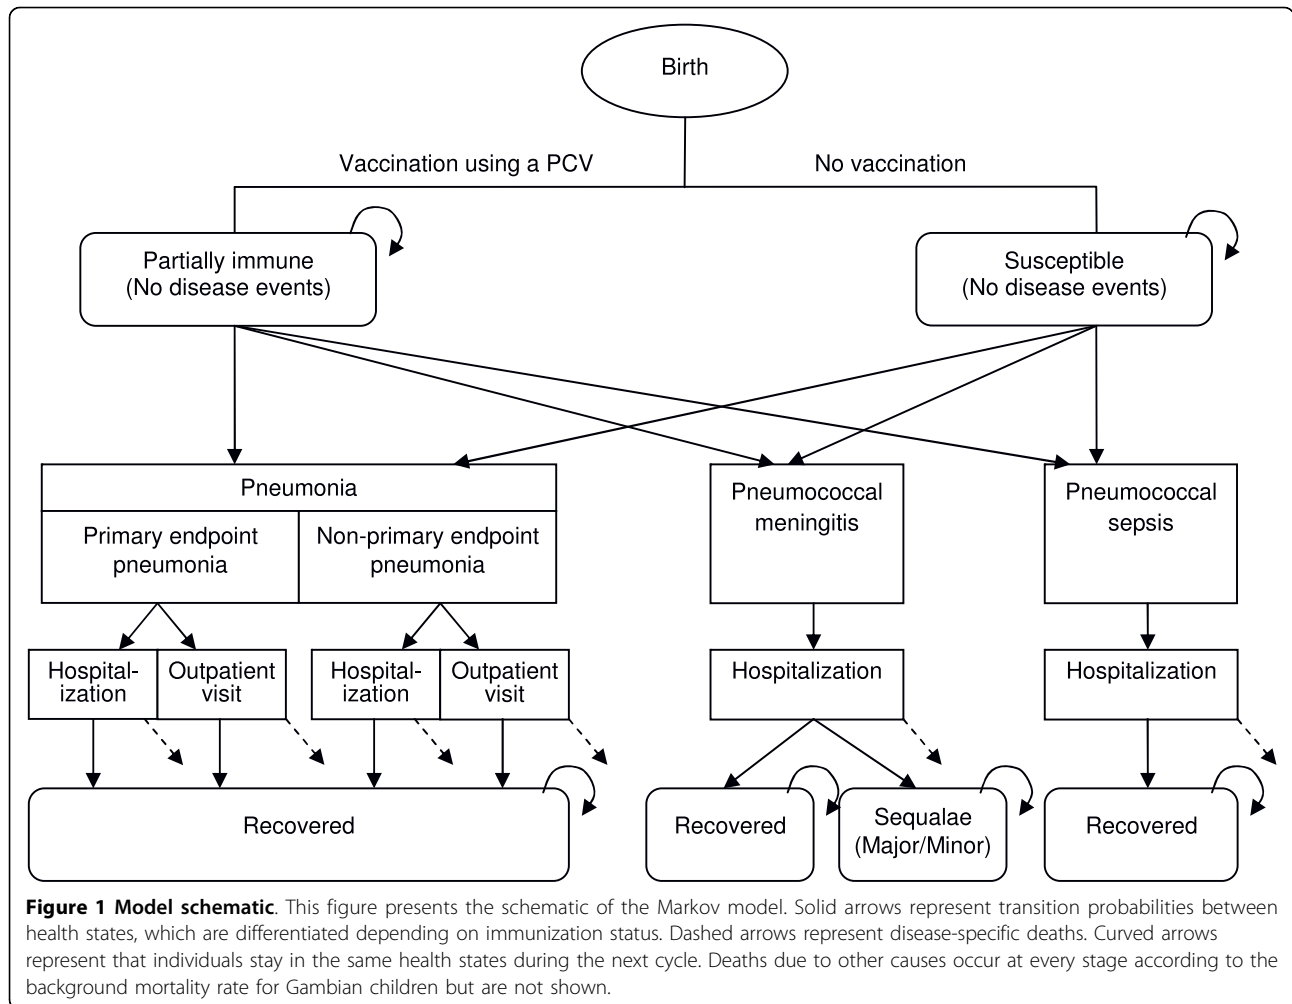 Birth
Vaccination using a PCV
No vaccination
Partially immune
(No disease events)
Susceptible
(No disease events)
Pneumonia
Primary endpoint
pneumonia
Non-primary endpoint
pneumonia
Pneumococcal
meningitis
Pneumococcal
sepsis
Hospital-
ization
Outpatient
visit
Hospital-
ization
Outpatient
visit
Hospitalization
Hospitalization
Recovered
Recovered
Sequalae
(Major/Minor)
Recovered
Figure 1 Model schematic. This figure presents the schematic of the Markov model. Solid arrows represent transition probabilities between
health states, which are differentiated depending on immunization status. Dashed arrows represent disease-specific deaths. Curved arrows
represent that individuals stay in the same health states during the next cycle. Deaths due to other causes occur at every stage according to the
background mortality rate for Gambian children but are not shown.